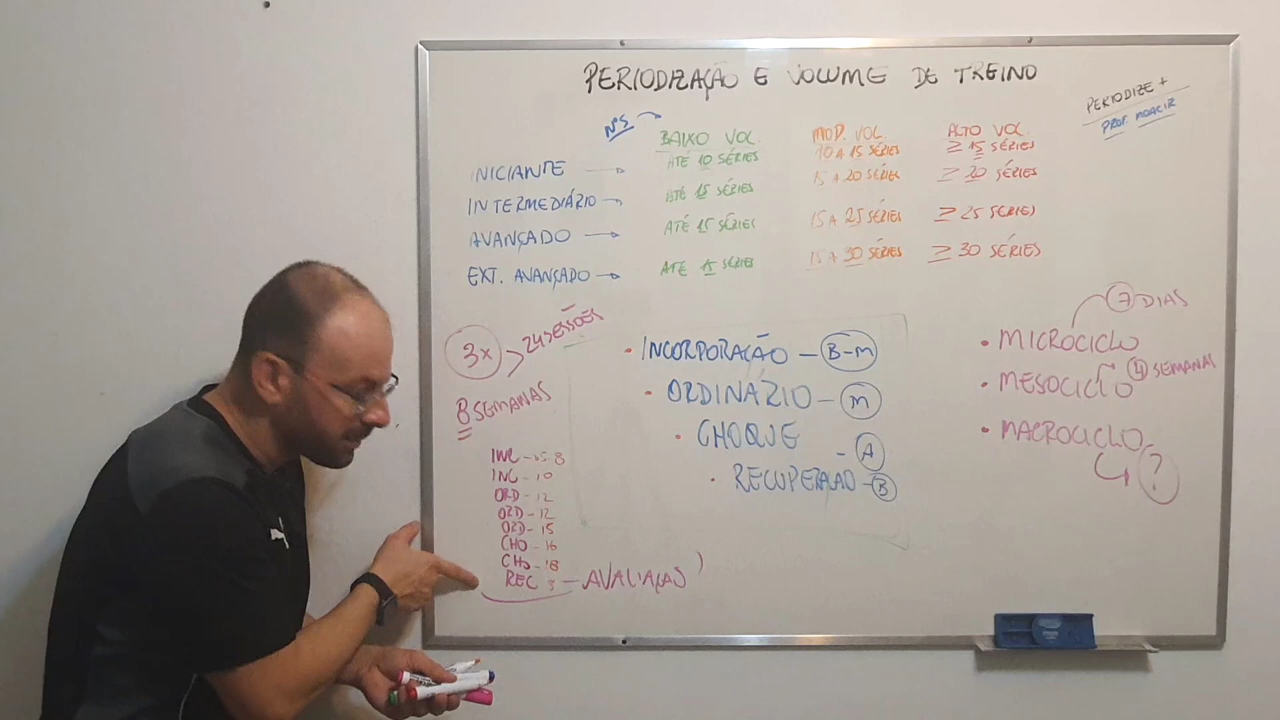 PERIODIZAÇÃO E VOLUME DE TREINO
PERIODIZE +
PROF. MOACIR
NºS
BAIXO VOL. MOD. VOL. ALTO VOL.
ATÉ 10 SÉRIES 10 A 15 SÉRIES ≥ 15 SÉRIES
INICIANTE
ATÉ 15 SÉRIES 15 A 20 SÉRIES ≥ 20 SÉRIES
INTERMEDIÁRIO
ATÉ 15 SÉRIES 15 A 25 SÉRIES ≥ 25 SÉRIES
AVANÇADO
ATÉ 15 SÉRIES 15 A 30 SÉRIES ≥ 30 SÉRIES
EXT. AVANÇADO
3X
24 SESSÕES
8 SEMANAS
INC - 8
INC - 10
ORD - 12
ORD - 12
ORD - 15
CHO - 16
CHO - 18
REC 3 - AVALIAÇÃO
• INCORPORAÇÃO - B-M
• ORDINÁRIO - M
• CHOQUE - A
• RECUPERAÇÃO - B
7 DIAS
• MICROCICLO
4 SEMANAS
• MESOCICLO
• MACROCICLO
?